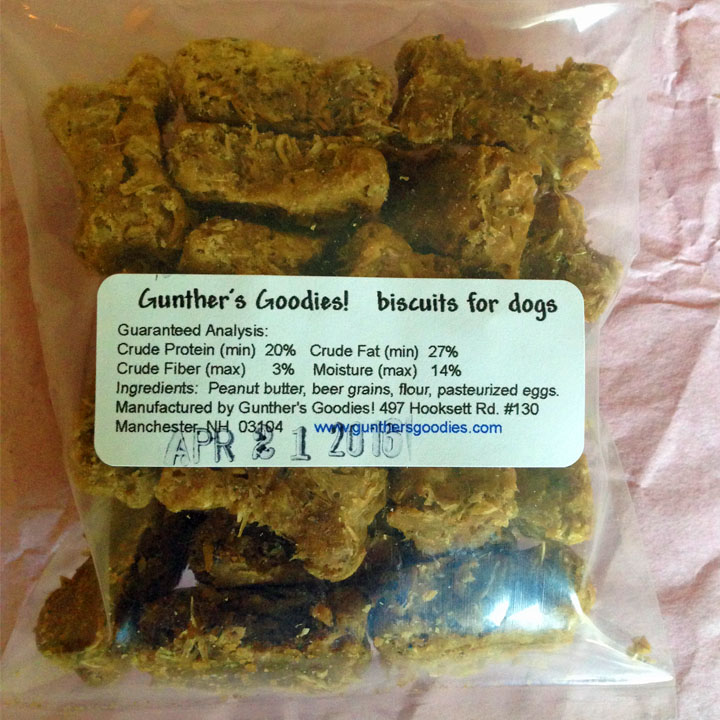 Gunther's Goodies! biscuits for dogs
Guaranteed Analysis:
Crude Protein (min) 20% Crude Fat (min) 27%
Crude Fiber (max) 3% Moisture (max) 14%
Ingredients: Peanut butter, beer grains, flour, pasteurized eggs.
Manufactured by Gunther's Goodies! 497 Hooksett Rd. #130
Manchester, NH 03104 www.gunthersgoodies.com
APR 21 2016